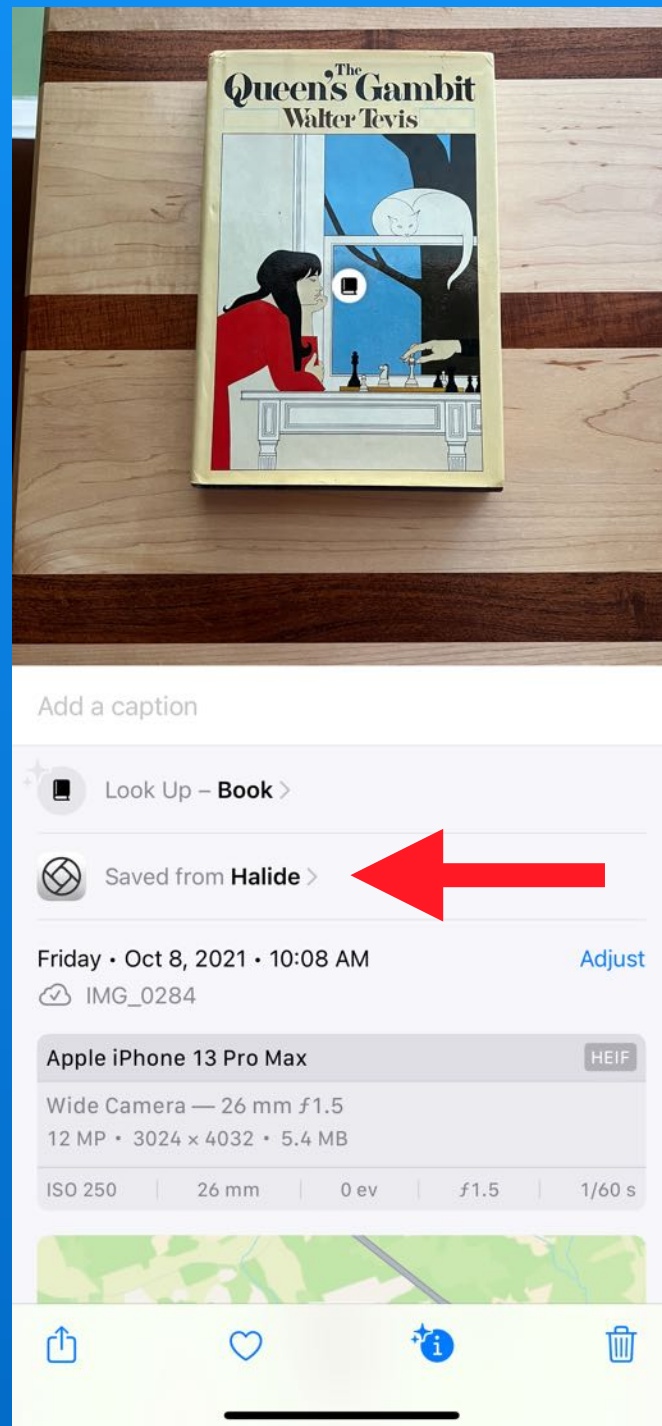 The
Queen's Gambit
Walter Tevis
Add a caption
Look Up – Book >
Saved from Halide >
Friday • Oct 8, 2021 • 10:08 AM
Adjust
IMG_0284
Apple iPhone 13 Pro Max
HEIF
Wide Camera — 26 mm ƒ1.5
12 MP • 3024 × 4032 • 5.4 MB
ISO 250 | 26 mm | 0 ev | ƒ1.5 | 1/60 s